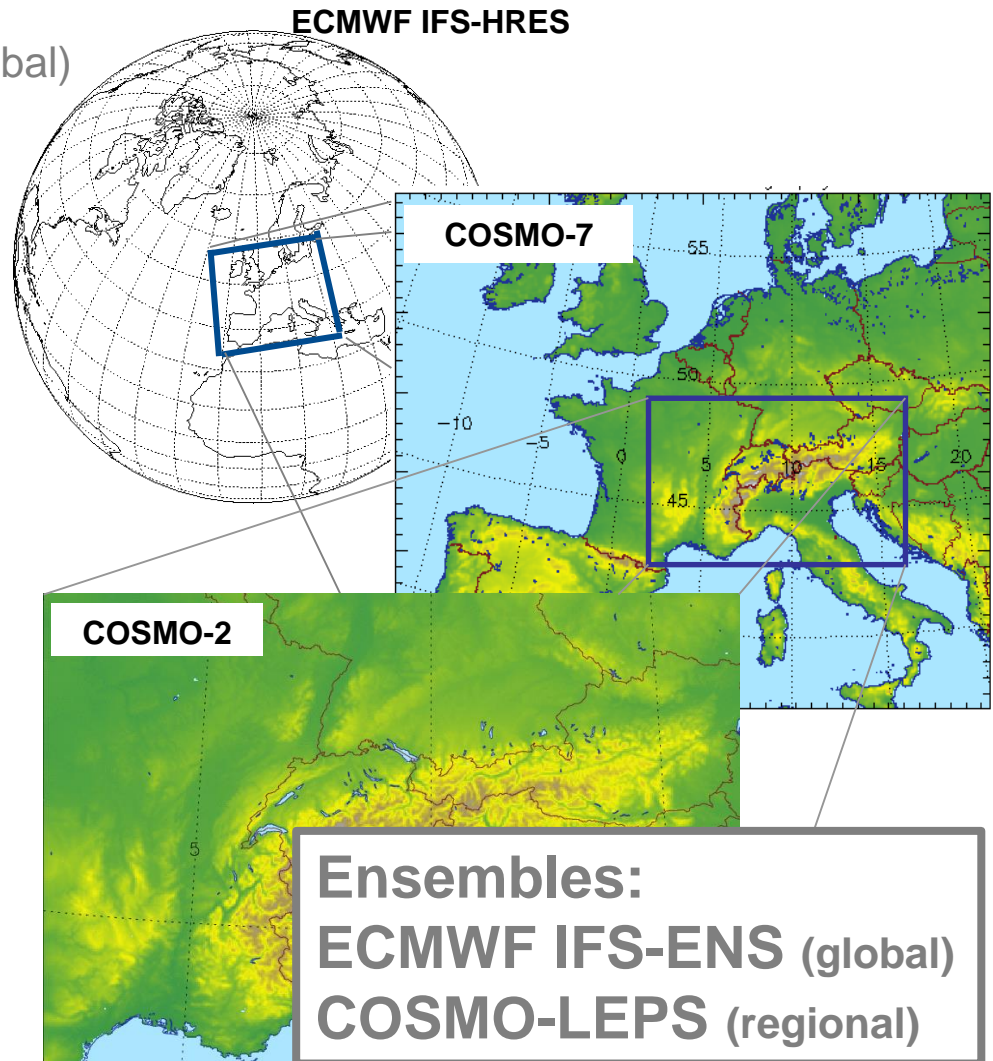 ECMWF IFS-HRES
bal)
COSMO-7
55
50
-10
-5
0
5
10
15
20
45
COSMO-2
5
Ensembles:
ECMWF IFS-ENS (global)
COSMO-LEPS (regional)